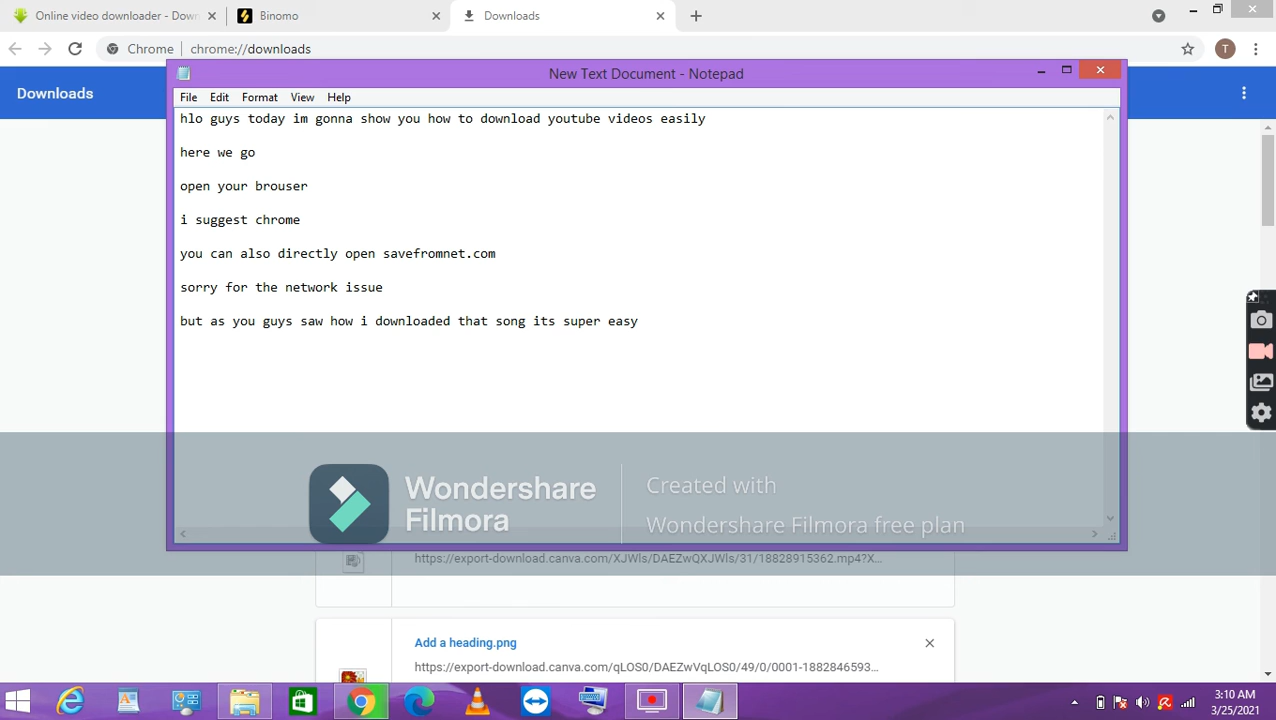 Online video downloader - Down
Binomo
Downloads
Chrome
chrome://downloads
T
Downloads
New Text Document - Notepad
File Edit Format View Help
hlo guys today im gonna show you how to download youtube videos easily
here we go
open your brouser
i suggest chrome
you can also directly open savefromnet.com
sorry for the network issue
but as you guys saw how i downloaded that song its super easy
Wondershare
Filmora
Created with
Wondershare Filmora free plan
https://export-download.canva.com/XJWls/DAEZwQXJWls/31/18828915362.mp4?X...
Add a heading.png
https://export-download.canva.com/qLOS0/DAEZwVqLOS0/49/0/0001-1882846593...
3:10 AM
3/25/2021